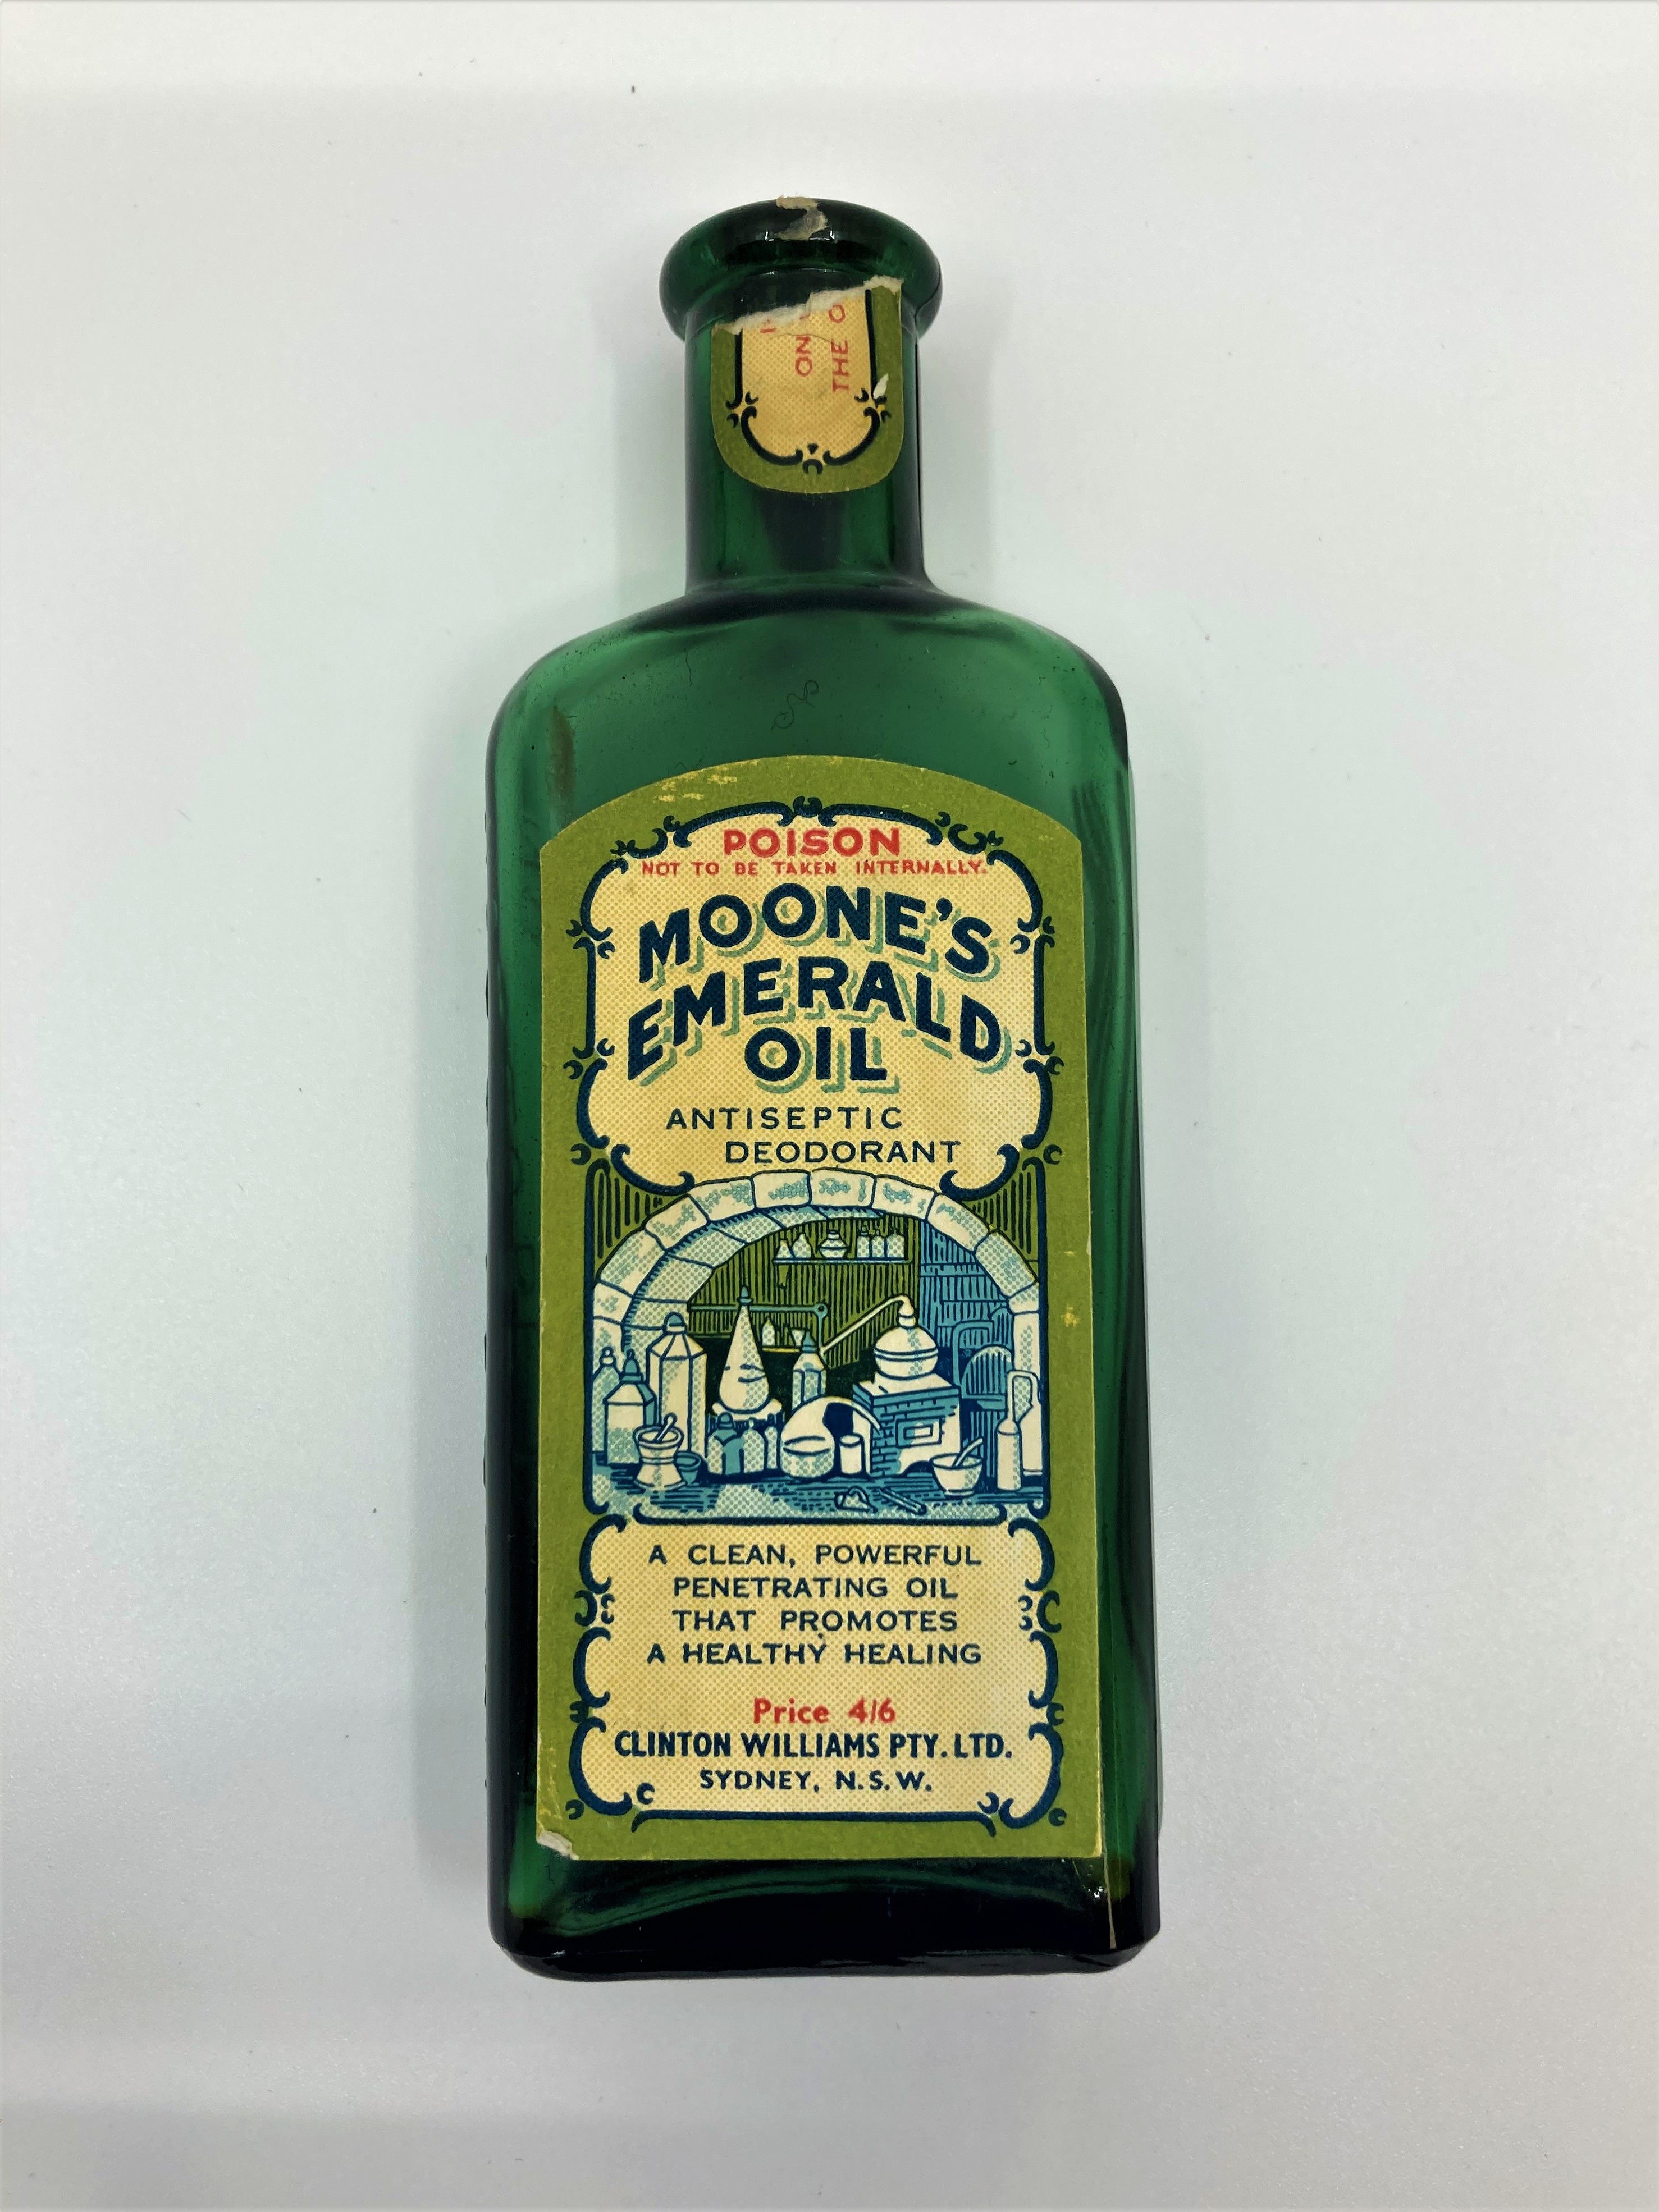 ON
THE O
POISON
NOT TO BE TAKEN INTERNALLY.
MOONE'S
EMERALD
OIL
ANTISEPTIC
DEODORANT
A CLEAN, POWERFUL
PENETRATING OIL
THAT PROMOTES
A HEALTHY HEALING
Price 4/6
CLINTON WILLIAMS PTY. LTD.
SYDNEY, N.S.W.